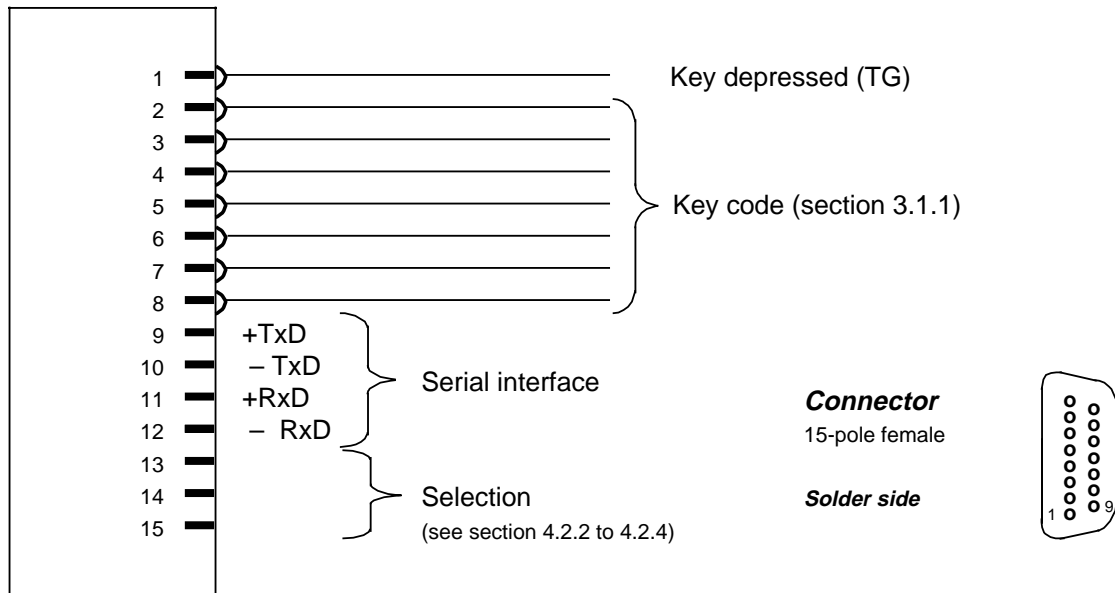 1 Key depressed (TG)
2
3
4
5 Key code (section 3.1.1)
6
7
8
9 +TxD
10 – TxD
11 +RxD
12 – RxD
Serial interface
13
14
15
Selection
(see section 4.2.2 to 4.2.4)
Connector
15-pole female
Solder side
1 9